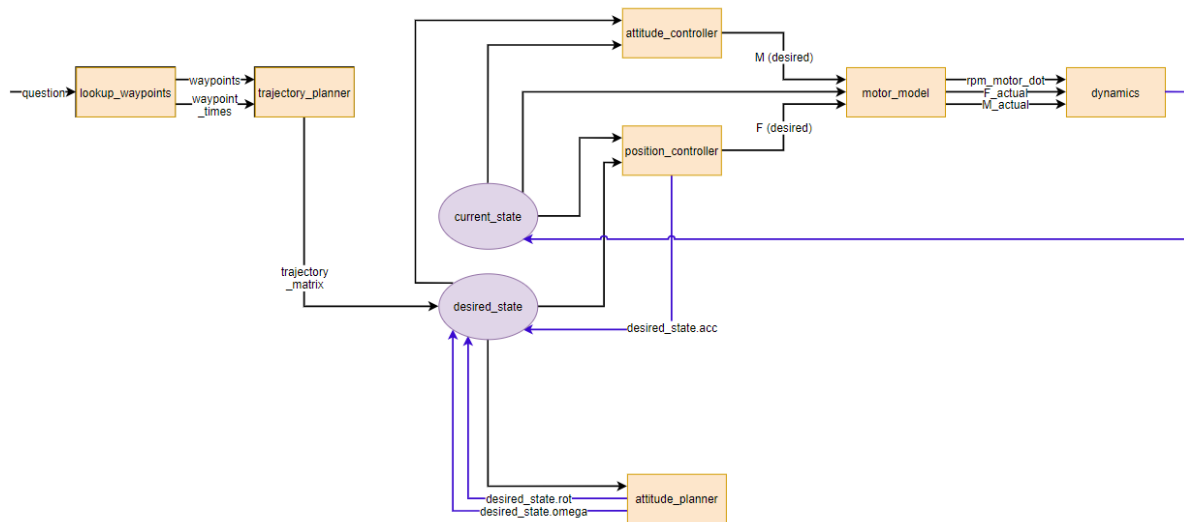 attitude_controller
M (desired)
question
lookup_waypoints
waypoints
waypoint
_times
trajectory_planner
motor_model
rpm_motor_dot
F_actual
M_actual
dynamics
F (desired)
position_controller
current_state
trajectory
_matrix
desired_state
desired_state.acc
desired_state.rot
desired_state.omega
attitude_planner